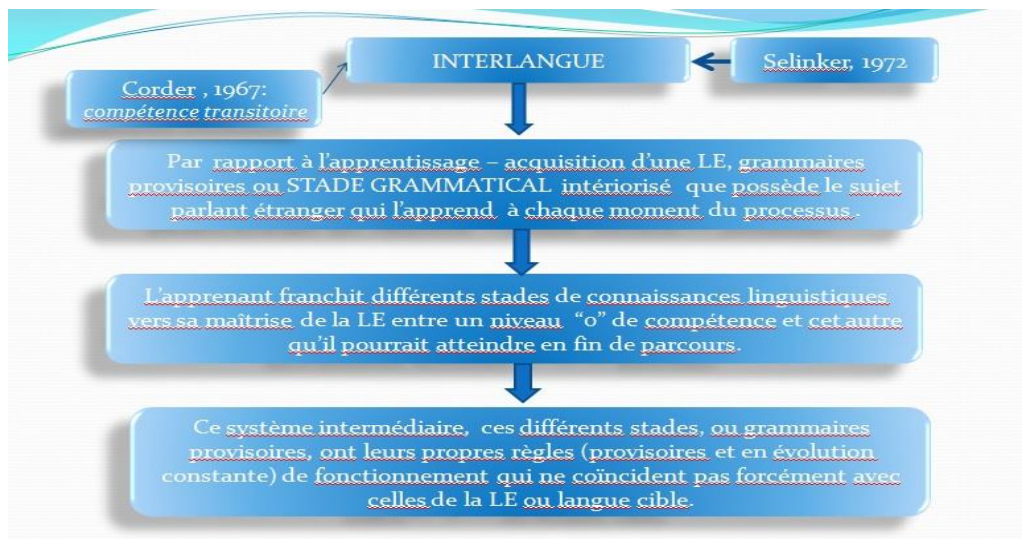 INTERLANGUE
Selinker, 1972
Corder , 1967:
compétence transitoire
Par rapport à l'apprentissage – acquisition d'une LE, grammaires
provisoires ou STADE GRAMMATICAL intériorisé que possède le sujet
parlant étranger qui l'apprend à chaque moment du processus .
L'apprenant franchit différents stades de connaissances linguistiques
vers sa maîtrise de la LE entre un niveau "0" de compétence et cet autre
qu'il pourrait atteindre en fin de parcours.
Ce système intermédiaire, ces différents stades, ou grammaires
provisoires, ont leurs propres règles (provisoires et en évolution
constante) de fonctionnement qui ne coïncident pas forcément avec
celles de la LE ou langue cible.